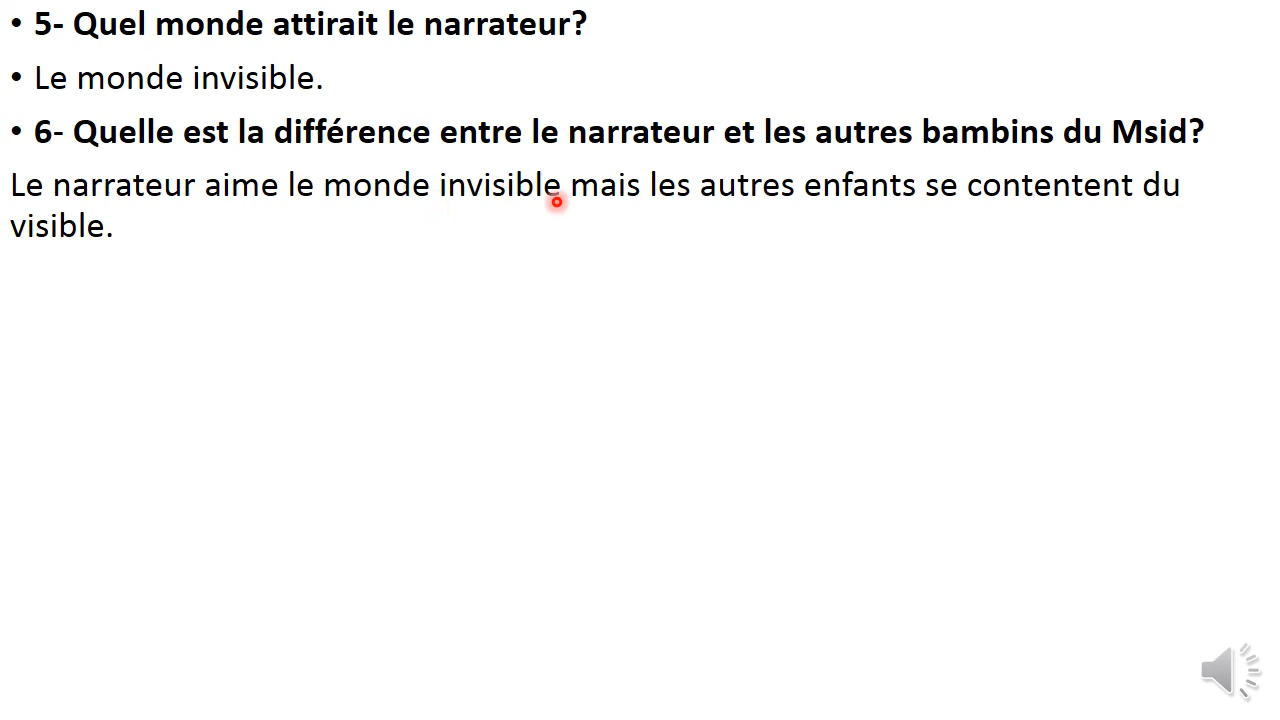 • 5- Quel monde attirait le narrateur?
• Le monde invisible.
• 6- Quelle est la différence entre le narrateur et les autres bambins du Msid?
Le narrateur aime le monde invisible mais les autres enfants se contentent du
visible.